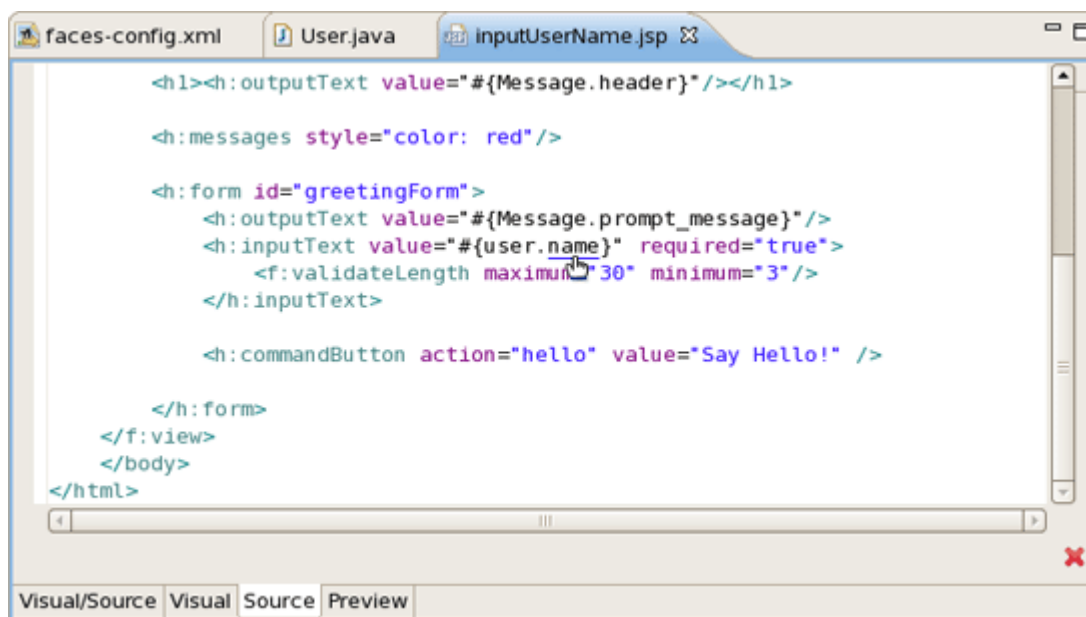 faces-config.xml User.java inputUserName.jsp
<h1><h:outputText value="#{Message.header}"/></h1>
<h:messages style="color: red"/>
<h:form id="greetingForm">
<h:outputText value="#{Message.prompt_message}"/>
<h:inputText value="#{user.name}" required="true">
<f:validateLength maximum="30" minimum="3"/>
</h:inputText>
<h:commandButton action="hello" value="Say Hello!" />
</h:form>
</f:view>
</body>
</html>
Visual/Source Visual Source Preview